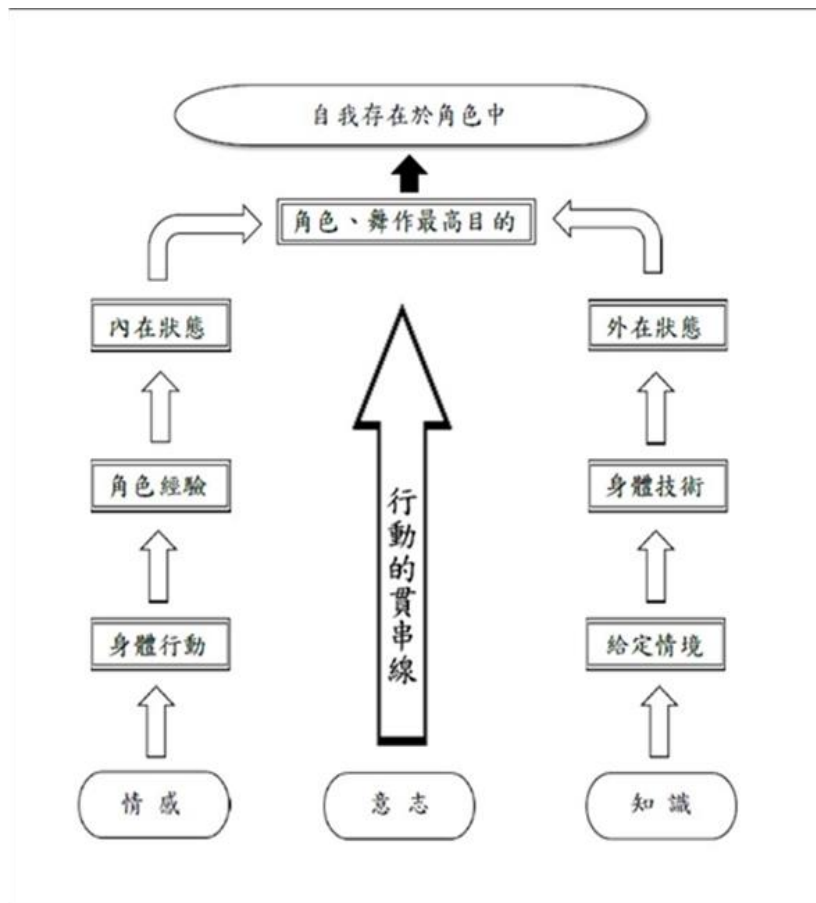 自我存在於角色中
角色、舞作最高目的
內在狀態
外在狀態
角色經驗
身體技術
行動的貫串線
身體行動
給定情境
情感
意志
知識